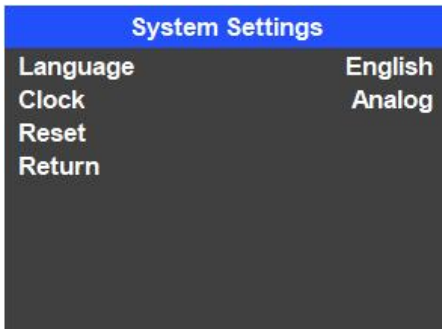 System Settings
Language English
Clock Analog
Reset
Return